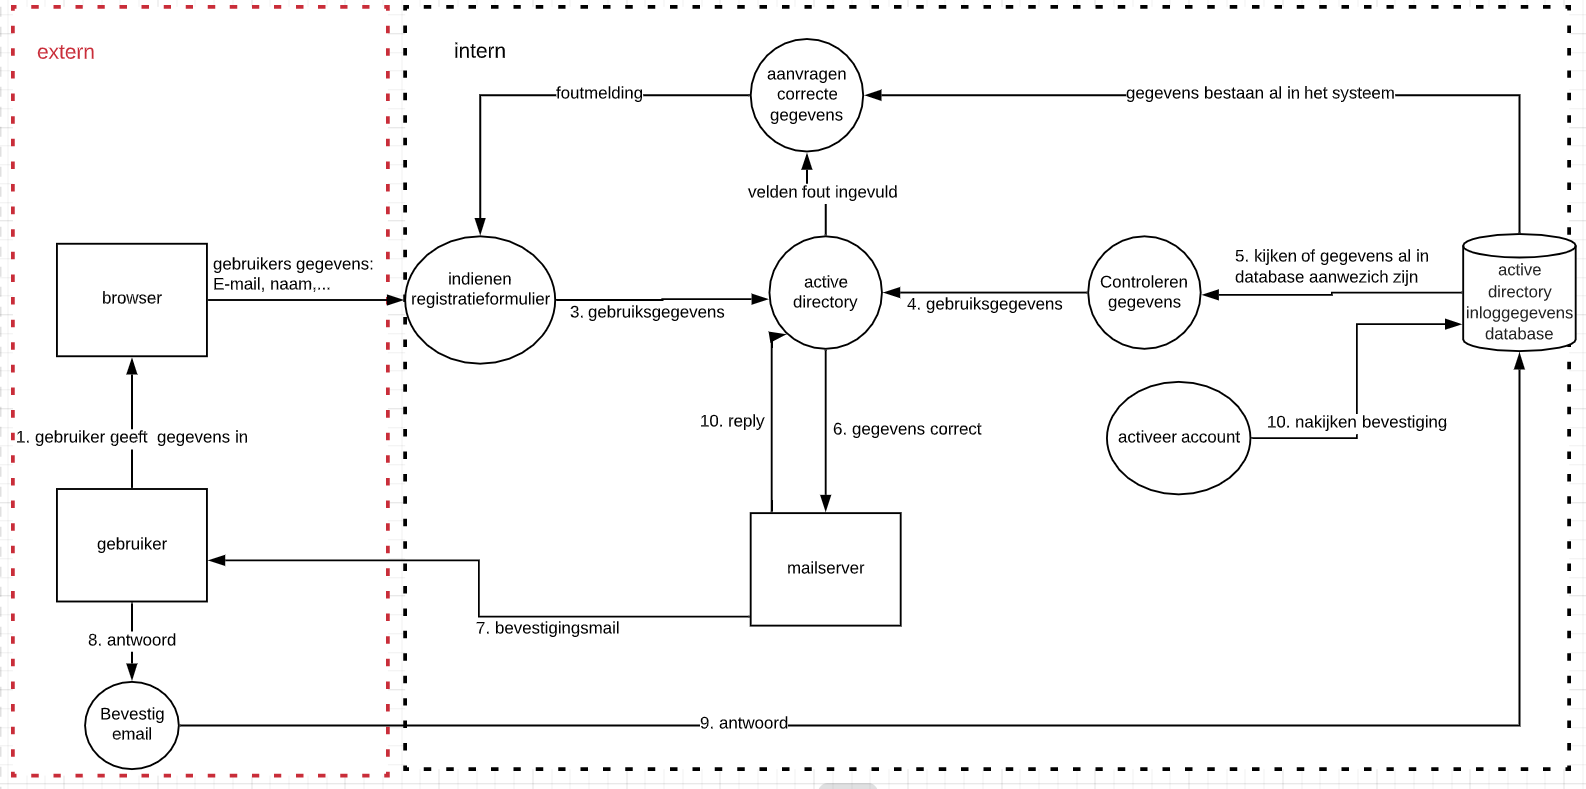 extern
intern
aanvragen
correcte
gegevens
foutmelding
gegevens bestaan al in het systeem
velden fout ingevuld
browser
gebruikers gegevens:
E-mail, naam,...
indienen
registratieformulier
3. gebruiksgegevens
active
directory
4. gebruiksgegevens
Controleren
gegevens
5. kijken of gegevens al in
database aanwezich zijn
active
directory
inloggegevens
database
1. gebruiker geeft  gegevens in
10. reply
6. gegevens correct
activeer account
10. nakijken bevestiging
gebruiker
mailserver
7. bevestigingsmail
8. antwoord
Bevestig
email
9. antwoord